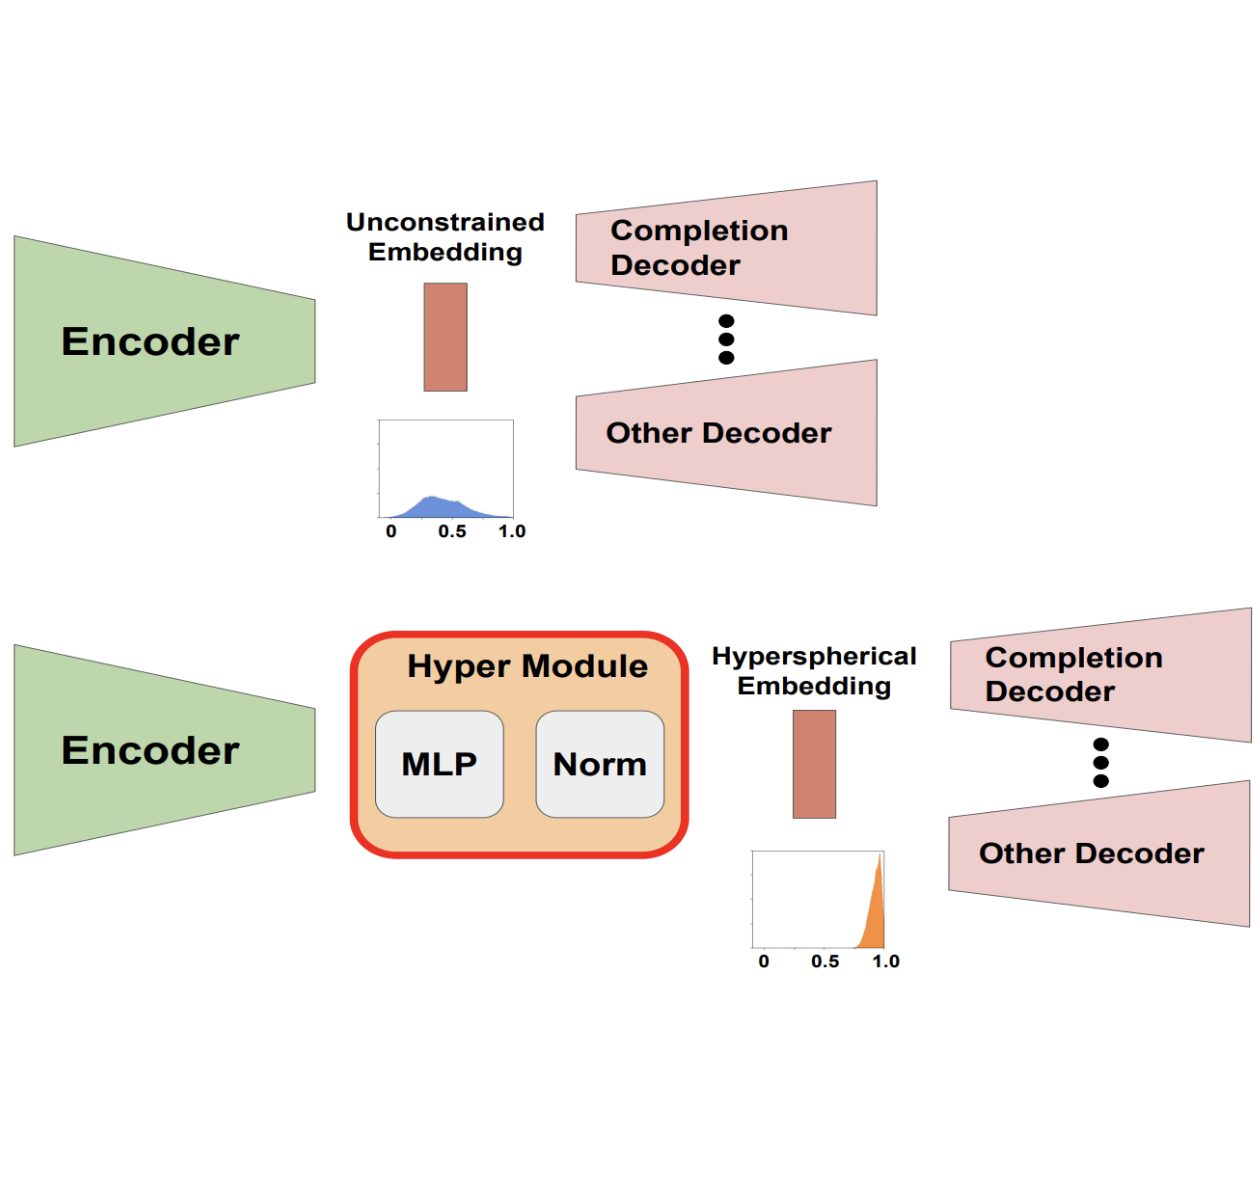 Unconstrained
Embedding
Completion
Decoder
Encoder
Other Decoder
0 0.5 1.0
Hyper Module
Hyperspherical
Embedding
Completion
Decoder
Encoder
MLP
Norm
Other Decoder
0 0.5 1.0